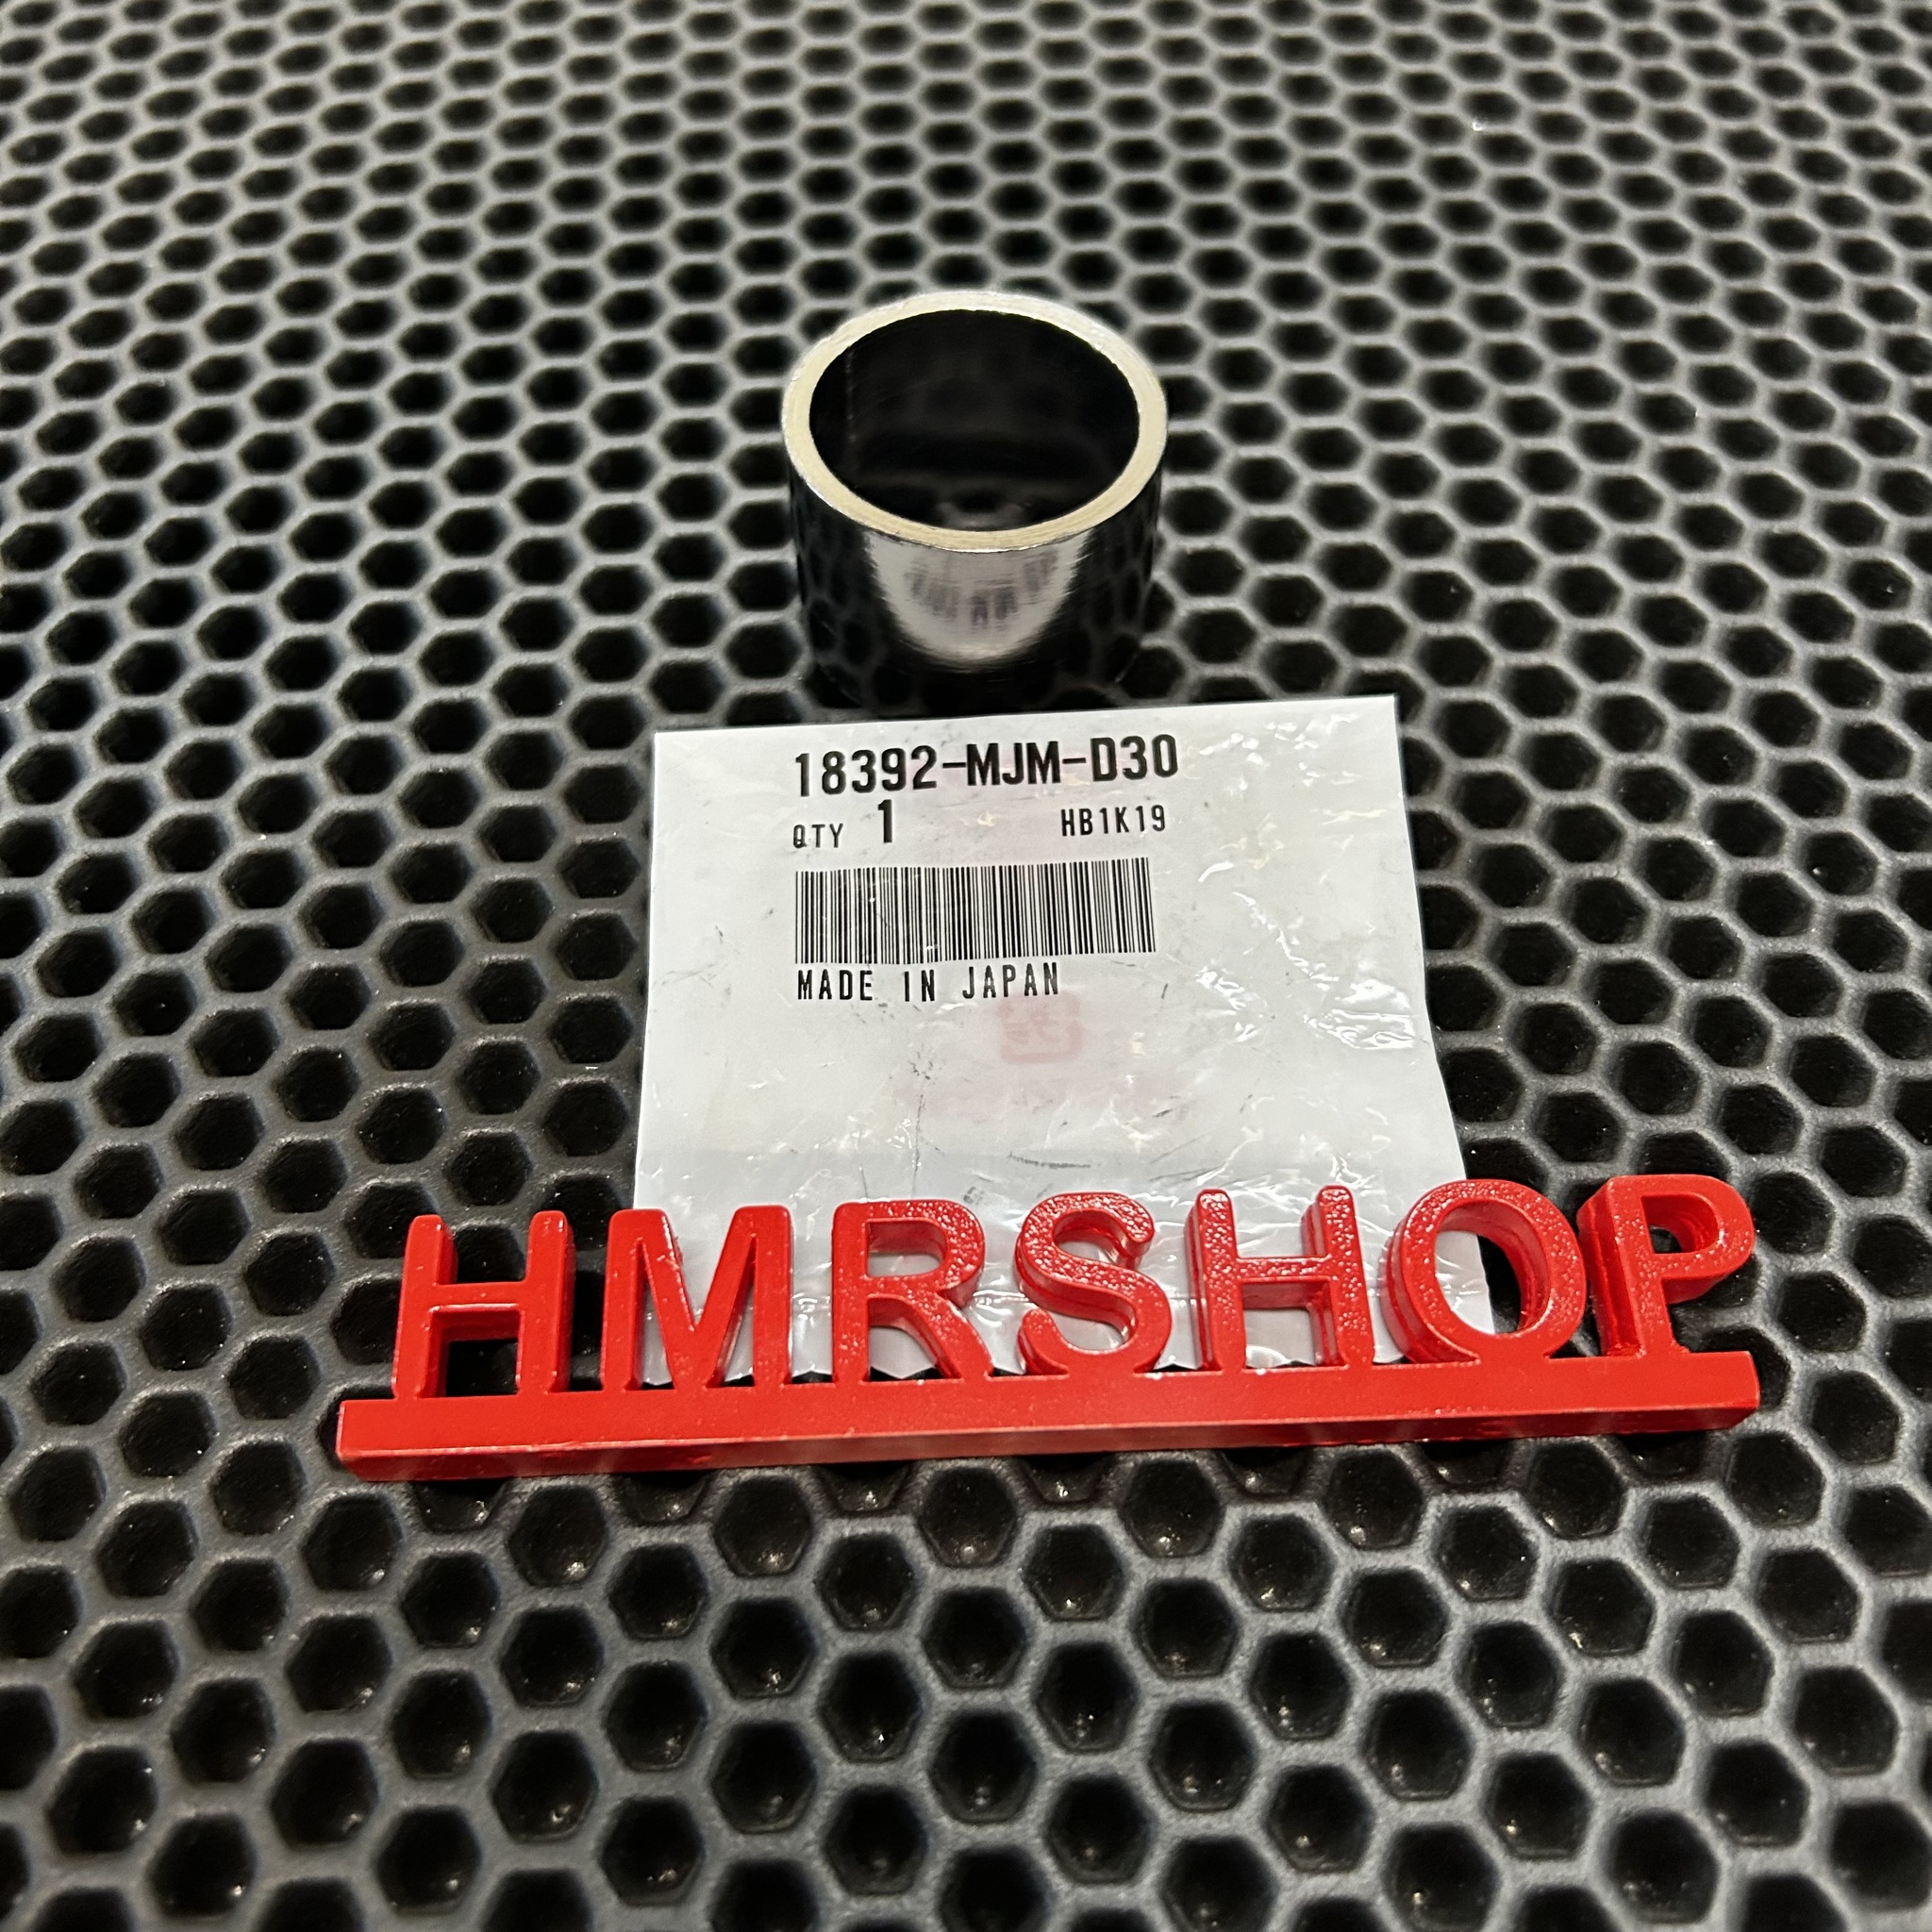 18392-MJM-D30
QTY 1 HB1K19
MADE IN JAPAN
HMRSHOP